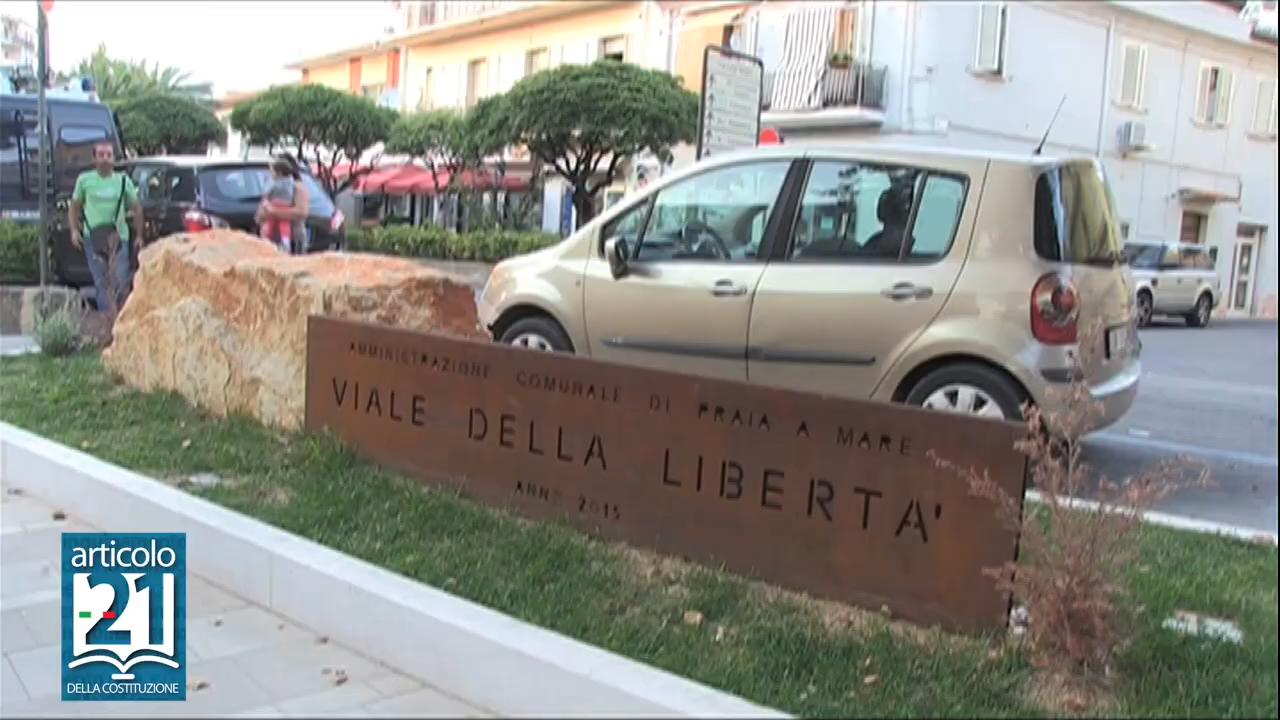 AMMINISTRAZIONE COMUNALE DI PRAIA A MARE
VIALE DELLA LIBERTA'
ANNO 2015
articolo
21
DELLA COSTITUZIONE